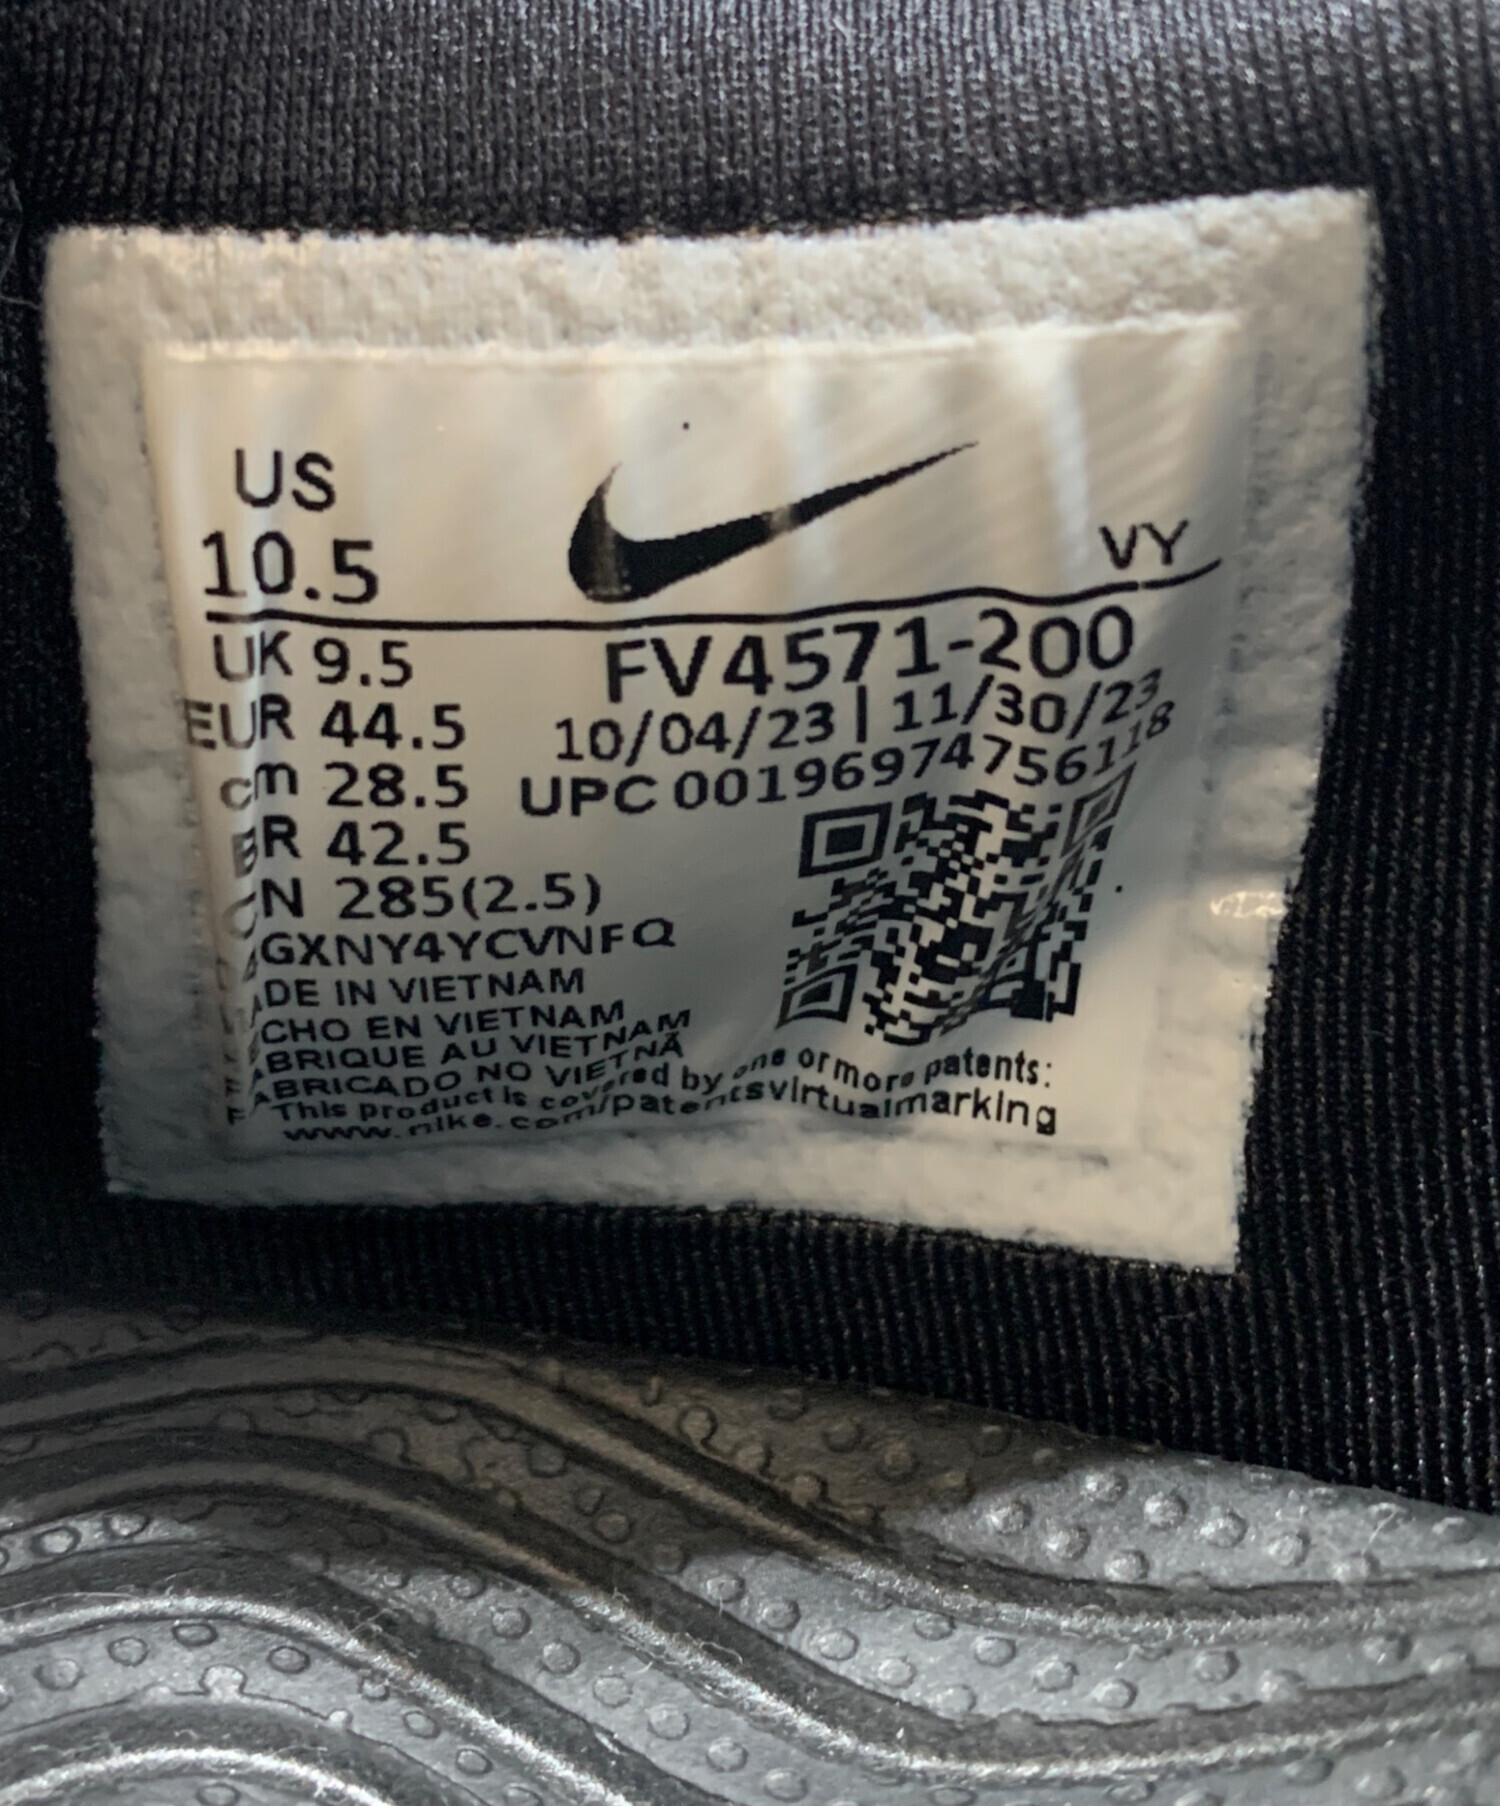 US
10.5
VY
UK 9.5
FV4571-200
EUR 44.5
10/04/23 | 11/30/23
cm 28.5
UPC 00196974756118
BR 42.5
CN 285(2.5)
GXNY4YCVNFQ
ADE IN VIETNAM
CHO EN VIETNAM
ABRIQUE AU VIETNAM
FABRICADO NO VIETNÃ
This product is covered by one or more patents:
www.nike.com/patentsvirtualmarking